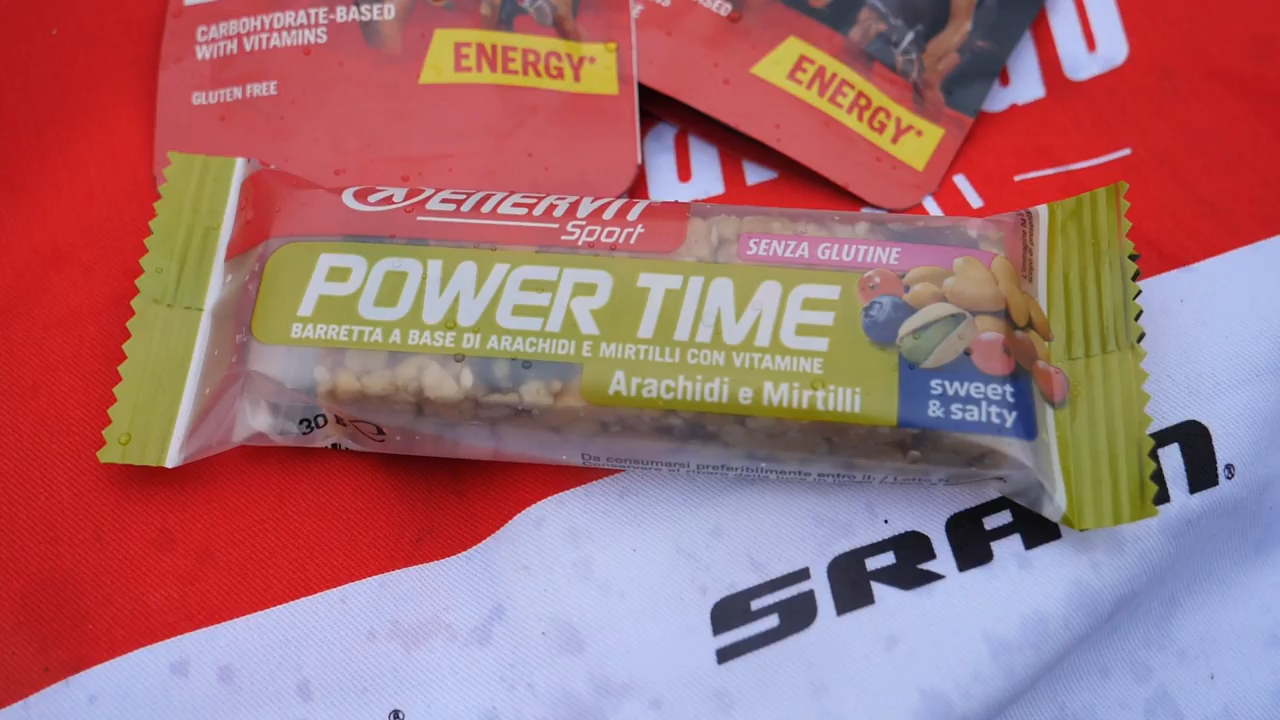 CARBOHYDRATE-BASED
WITH VITAMINS
GLUTEN FREE
ENERGY*
ENERGY*
ENERVIT
Sport
SENZA GLUTINE
POWER TIME
BARRETTA A BASE DI ARACHIDI E MIRTILLI CON VITAMINE
Arachidi e Mirtilli
sweet
& salty
30 g
Da consumarsi preferibilmente entro il: / Lotto N.
SRAM®
®